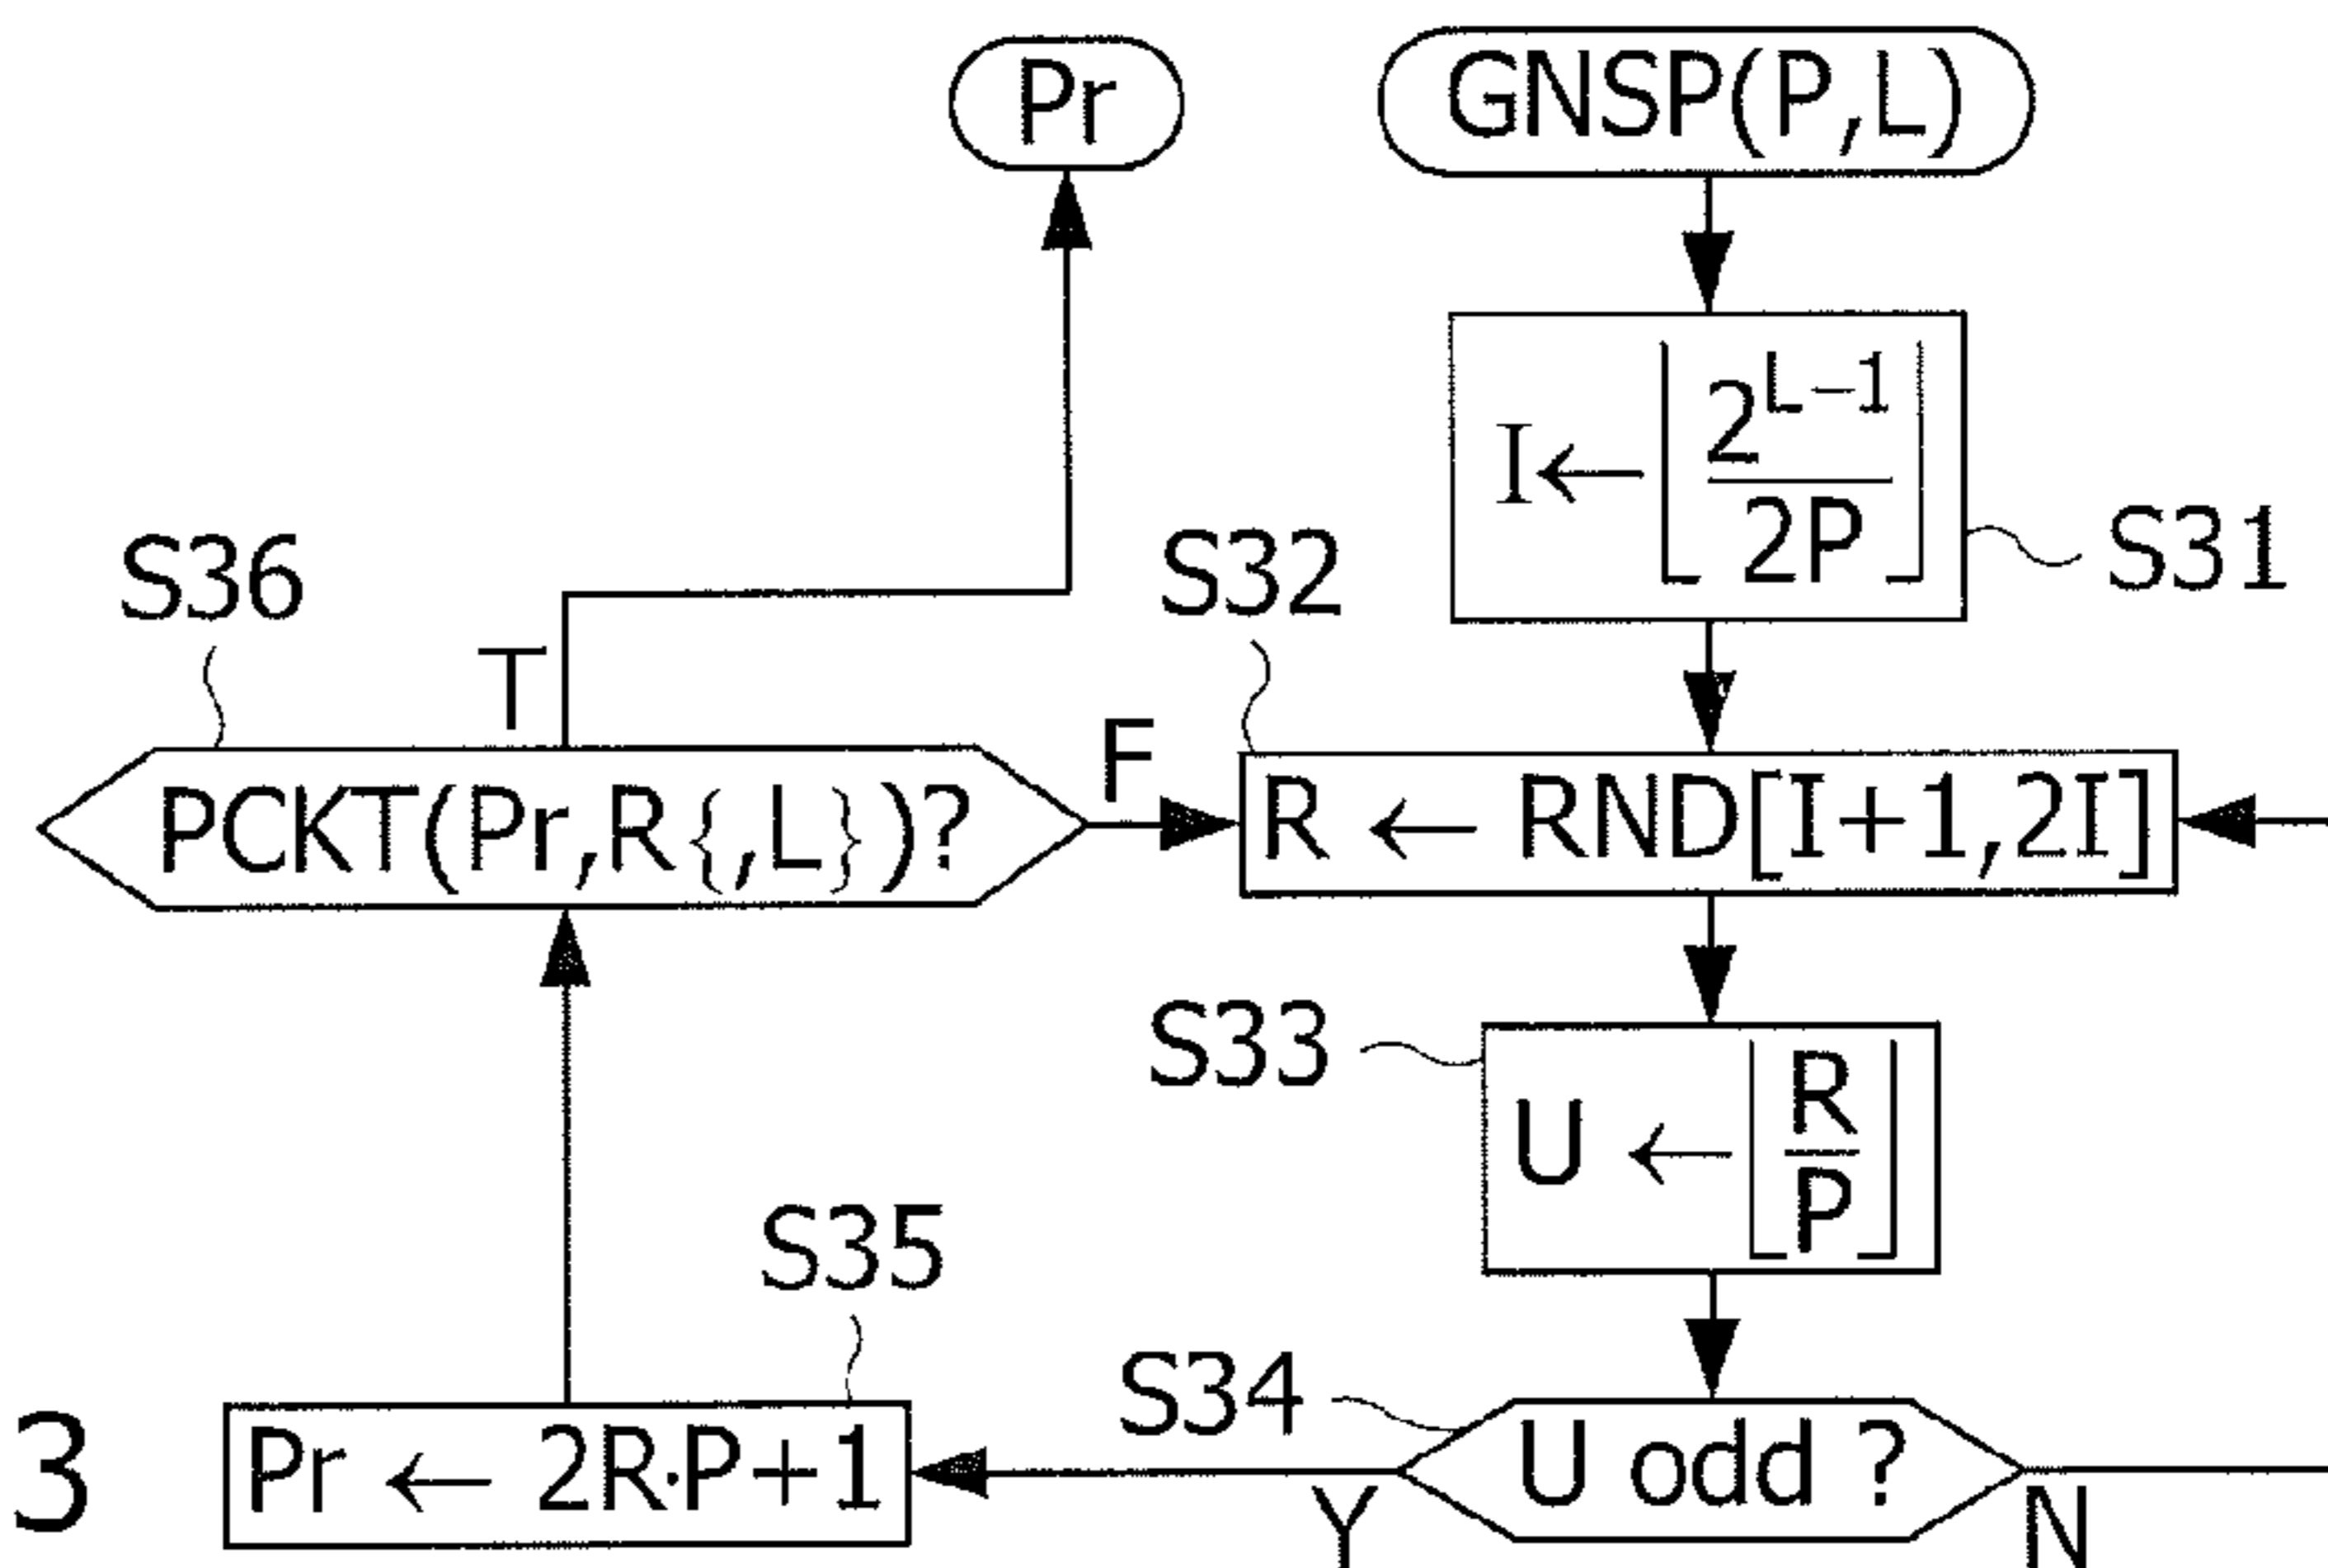 Pr
GNSP(P,L)
I←⌊2^{L−1}/2P⌋
S31
S36
S32
T
F
PCKT(Pr,R{,L})?
R ← RND[I+1,2I]
S33
U ←⌊R/P⌋
S35
S34
3
Pr ← 2R·P+1
Y
U odd ?
N